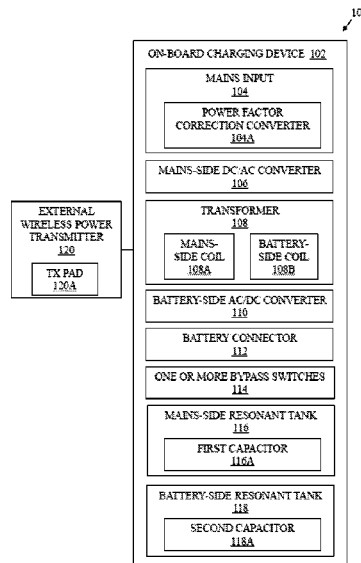 ON-BOARD CHARGING DEVICE 102
MAINS INPUT
104
POWER FACTOR
CORRECTION CONVERTER
104A
MAINS-SIDE DC/AC CONVERTER
106
EXTERNAL
WIRELESS POWER
TRANSMITTER
120
TX PAD
120A
TRANSFORMER
108
MAINS-
SIDE COIL
108A
BATTERY-
SIDE COIL
108B
BATTERY-SIDE AC/DC CONVERTER
110
BATTERY CONNECTOR
112
ONE OR MORE BYPASS SWITCHES
114
MAINS-SIDE RESONANT TANK
116
FIRST CAPACITOR
116A
BATTERY-SIDE RESONANT TANK
118
SECOND CAPACITOR
118A